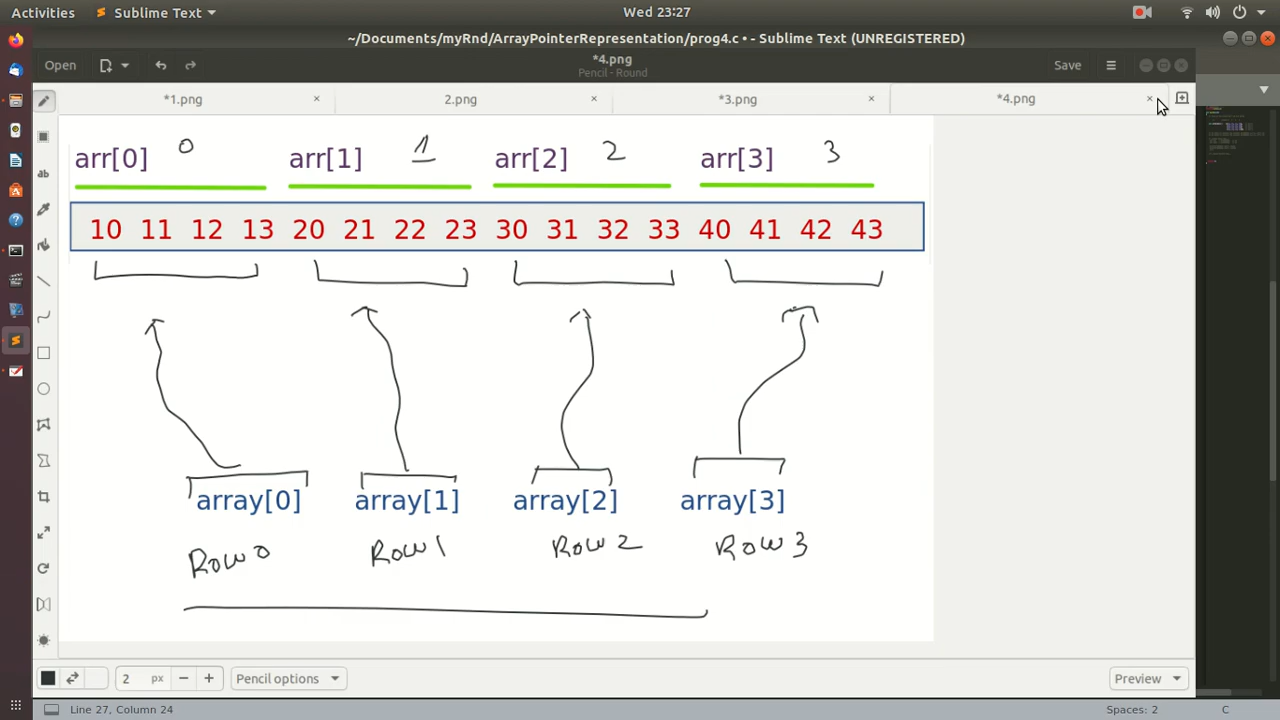 Activities Sublime Text Wed 23:27
~/Documents/myRnd/ArrayPointerRepresentation/prog4.c • - Sublime Text (UNREGISTERED)
Open *4.png Save
Pencil - Round
*1.png × 2.png × *3.png × *4.png ×
arr[0] 0 arr[1] 1 arr[2] 2 arr[3] 3
10 11 12 13 20 21 22 23 30 31 32 33 40 41 42 43
array[0] array[1] array[2] array[3]
Row 0 Row 1 Row 2 Row 3
2 px − + Pencil options Preview
Line 27, Column 24 Spaces: 2 C